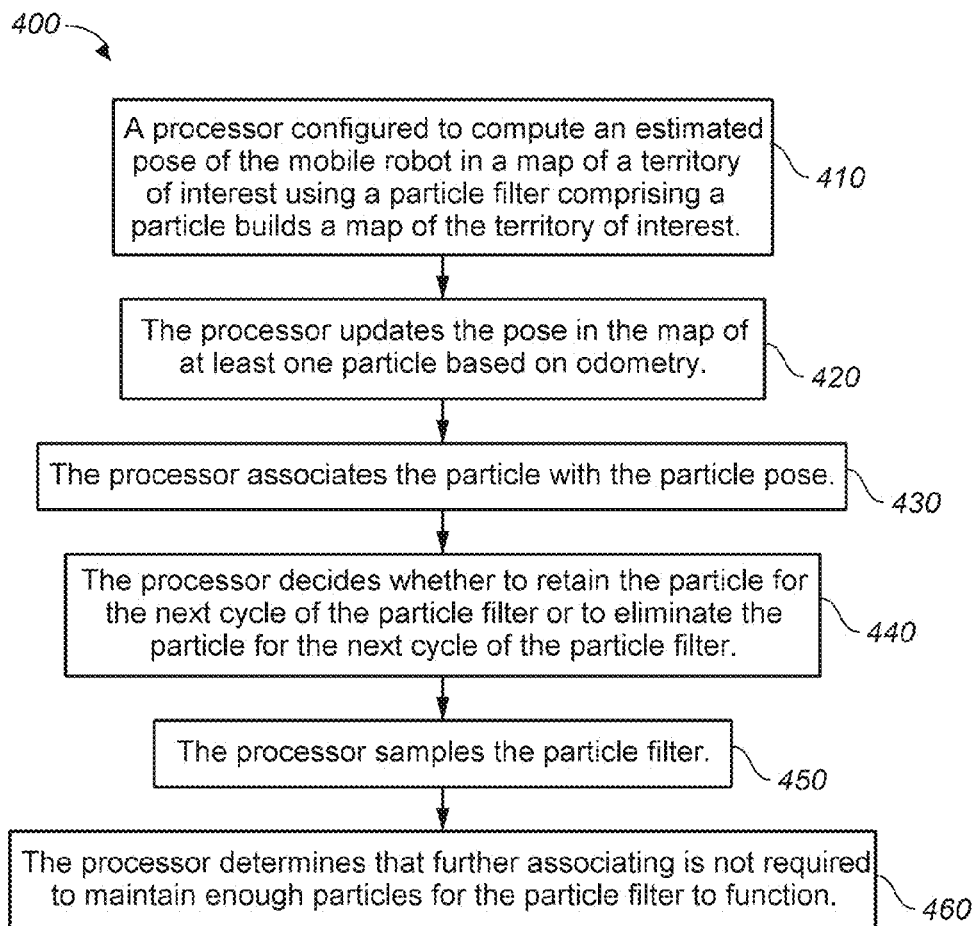 400
A processor configured to compute an estimated
pose of the mobile robot in a map of a territory
of interest using a particle filter comprising a
particle builds a map of the territory of interest.
410
The processor updates the pose in the map of
at least one particle based on odometry.
420
The processor associates the particle with the particle pose.
430
The processor decides whether to retain the particle for
the next cycle of the particle filter or to eliminate the
particle for the next cycle of the particle filter.
440
The processor samples the particle filter.
450
The processor determines that further associating is not required
to maintain enough particles for the particle filter to function.
460